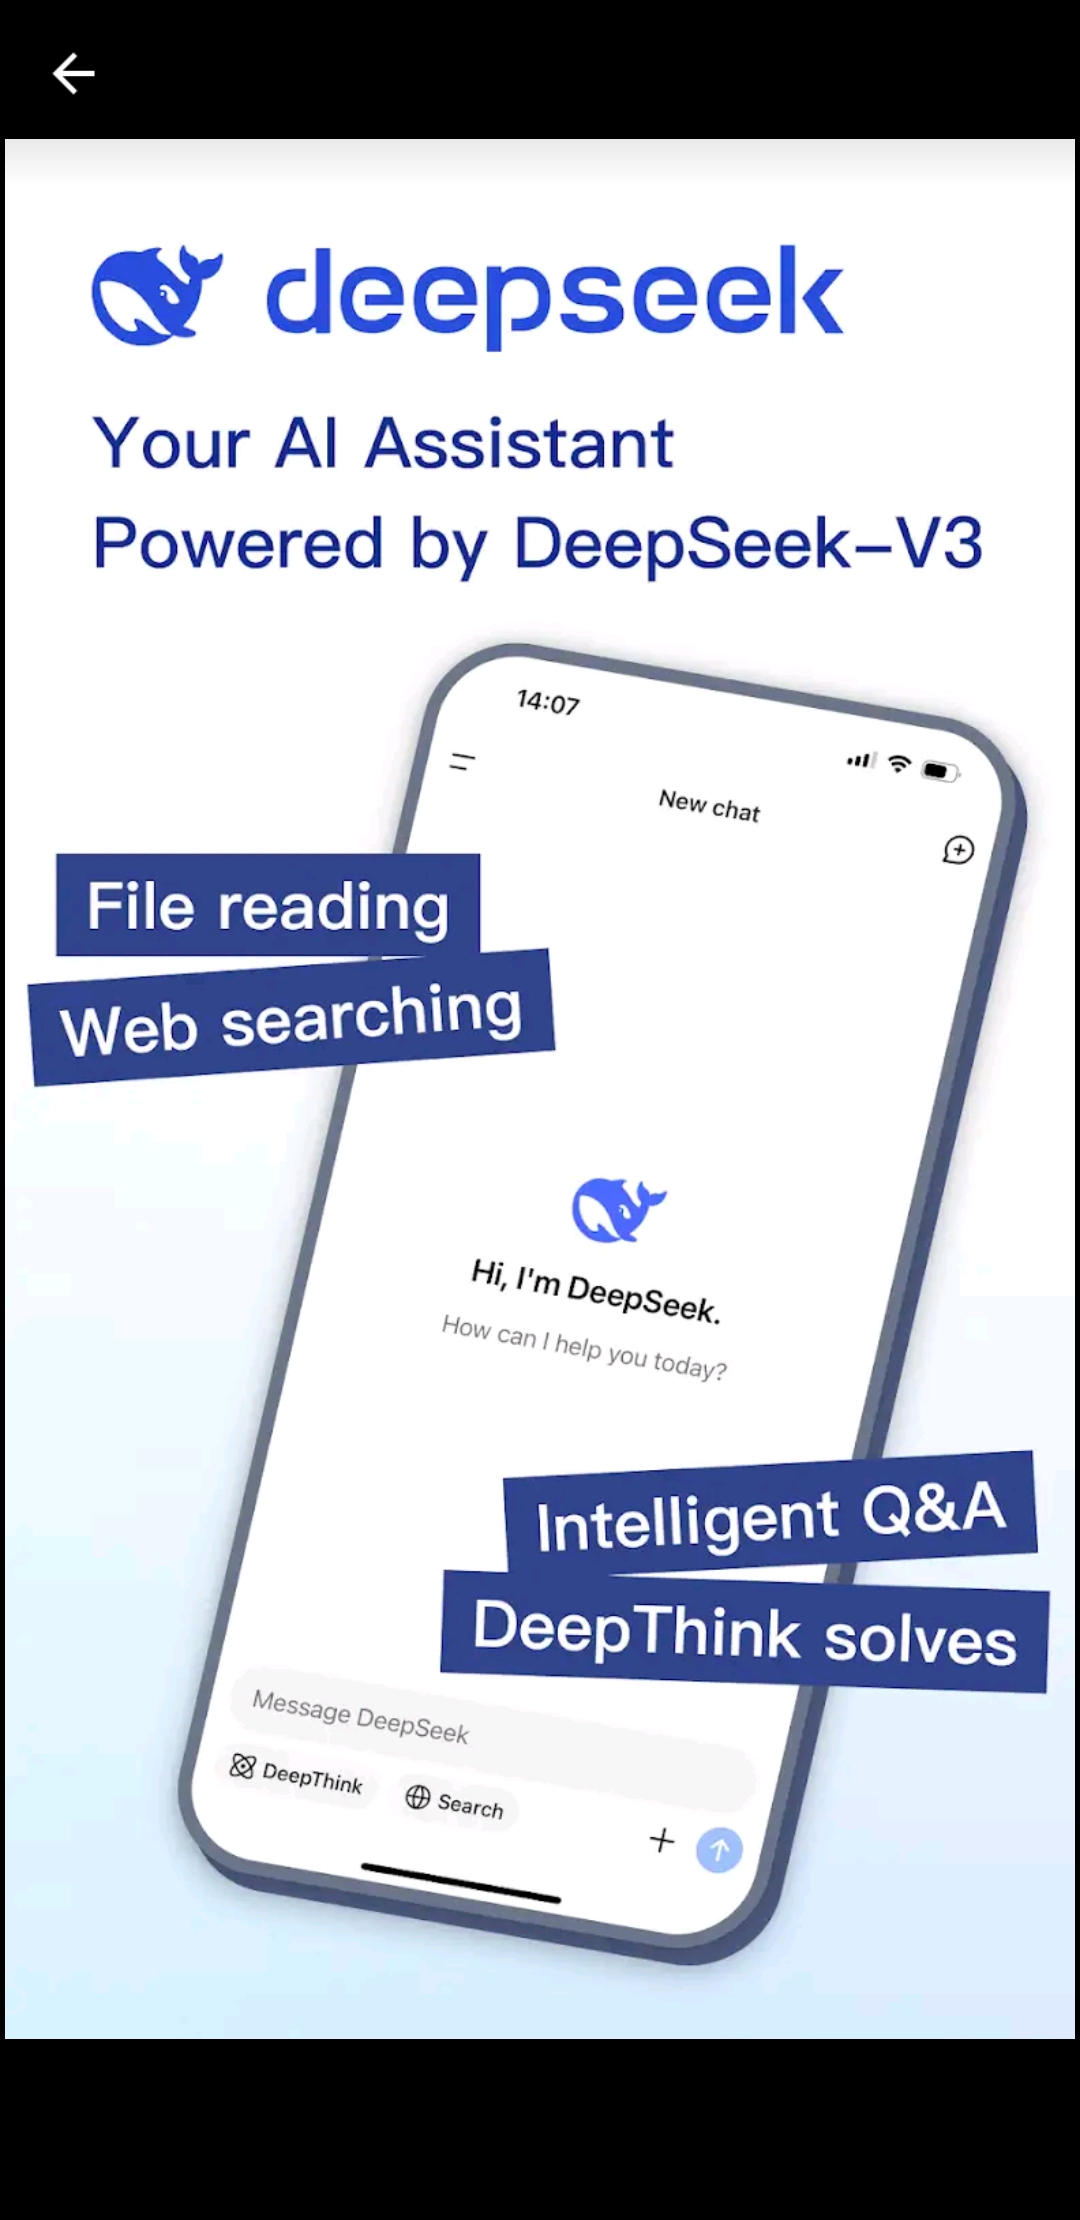 deepseek
Your AI Assistant
Powered by DeepSeek–V3
14:07
New chat
File reading
Web searching
Hi, I'm DeepSeek.
How can I help you today?
Intelligent Q&A
DeepThink solves
Message DeepSeek
DeepThink
Search